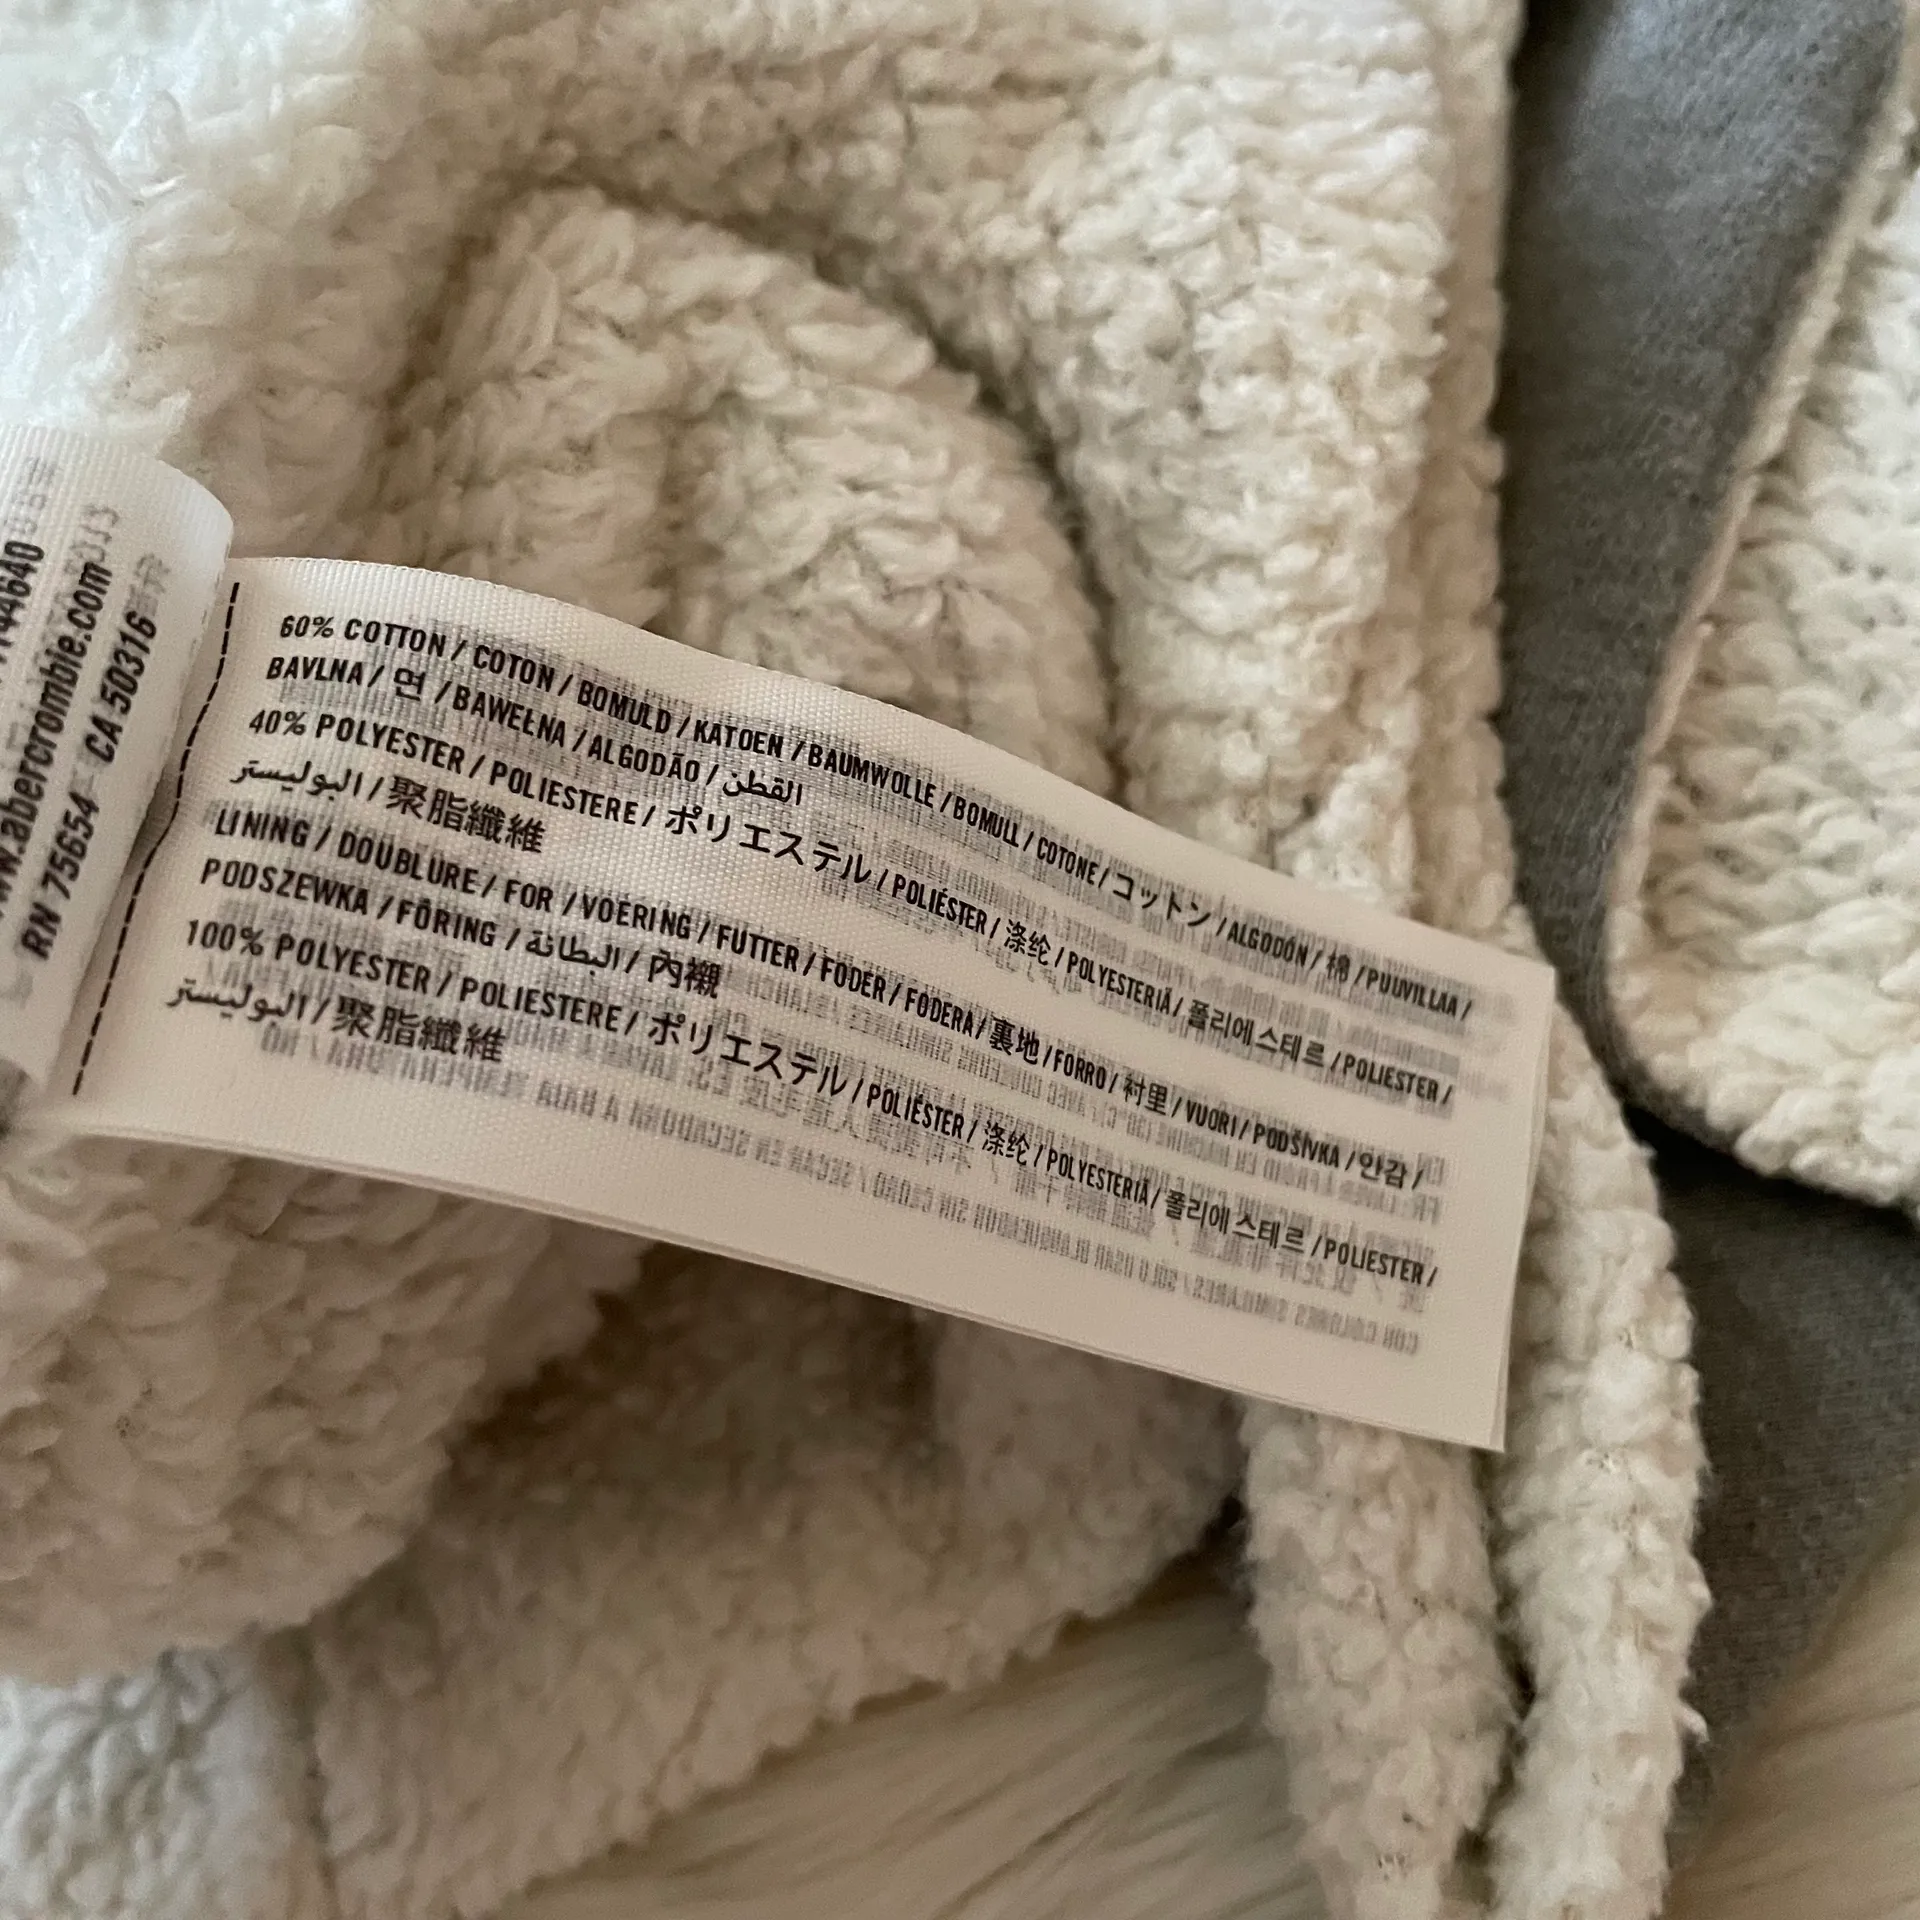 144640
www.abercrombie.com
RN 75654 CA 50316
60% COTTON / COTON / BOMULD / KATOEN / BAUMWOLLE / BOMULL / COTONE / コットン / ALGODÓN / 棉 / PUUVILLAA /
BAVLNA / 면 / BAWEŁNA / ALGODÃO / القطن
40% POLYESTER / POLIESTERE / ポリエステル / POLIÉSTER / 涤纶 / POLYESTERIÄ / 폴리에스테르 / POLIESTER /
البوليستر / 聚脂纖維
LINING / DOUBLURE / FOR / VOERING / FUTTER / FODER / FODERA / 裏地 / FORRO / 衬里 / VUORI / PODŠÍVKA / 안감 /
PODSZEWKA / FÔRING / البطانة / 內襯
100% POLYESTER / POLIESTERE / ポリエステル / POLIÉSTER / 涤纶 / POLYESTERIÄ / 폴리에스테르 / POLIESTER /
البوليستر / 聚脂纖維